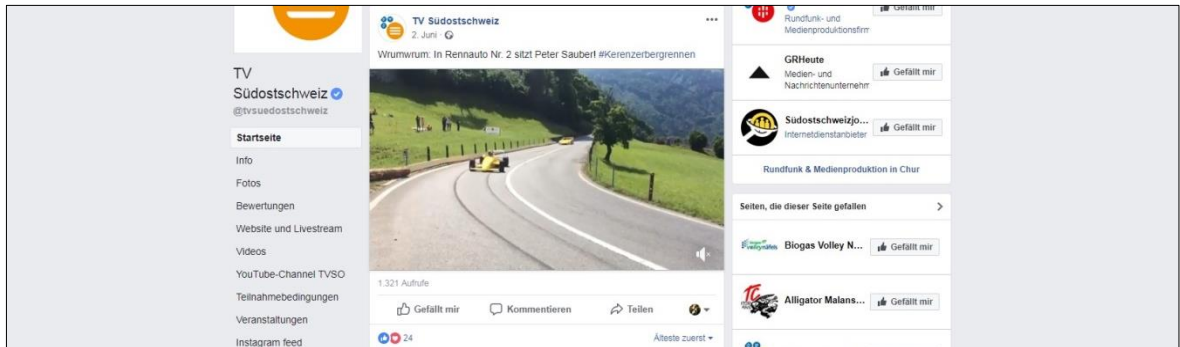 TV
Südostschweiz
@tvsuedostschweiz
Startseite
Info
Fotos
Bewertungen
Website und Livestream
Videos
YouTube-Channel TVSO
Teilnahmebedingungen
Veranstaltungen
Instagram feed
TV Südostschweiz
2. Juni
Wrumwrum: In Rennauto Nr. 2 sitzt Peter Sauber! #Kerenzerbergrennen
1.321 Aufrufe
Gefällt mir
Kommentieren
Teilen
24
Älteste zuerst
Rundfunk- und
Medienproduktionsfirm
Gefällt mir
GRHeute
Medien- und
Nachrichtenunternehm
Gefällt mir
Südostschweizjo...
Internetdienstanbieter
Gefällt mir
Rundfunk & Medienproduktion in Chur
Seiten, die dieser Seite gefallen
Biogas Volley N...
Gefällt mir
Alligator Malans...
Gefällt mir